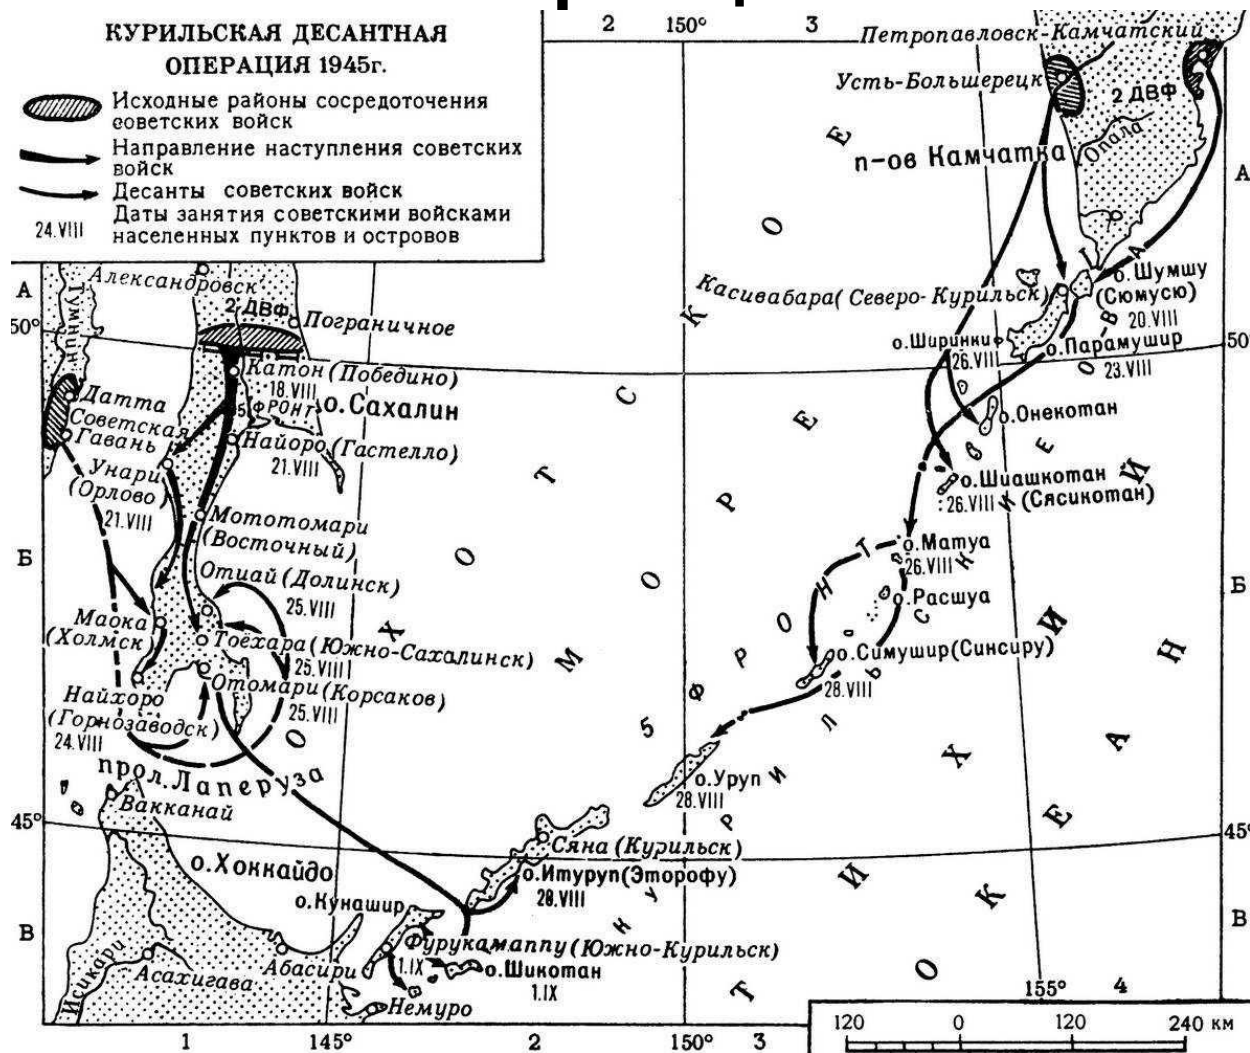 КУРИЛЬСКАЯ ДЕСАНТНАЯ
ОПЕРАЦИЯ 1945г.
Исходные районы сосредоточения
советских войск
Направление наступления советских
войск
Десанты советских войск
24.VIII
Даты занятия советскими войсками
населенных пунктов и островов
2
150°
3
Петропавловск-Камчатский
Усть-Большерецк
2 ДВФ
Опала
п-ов Камчатка
А
А
50°
Александровск
Тумнин
2 ДВФ
Пограничное
Катон (Победино)
18.VIII
ФРОНТ
о.Сахалин
Датта
Советская
Гавань
Найоро (Гастелло)
21.VIII
Унари
(Орлово)
21.VIII
Мототомари
(Восточный)
Б
Отиай (Долинск)
25.VIII
Маока
(Холмск)
Тоёхара (Южно-Сахалинск)
25.VIII
Отомари (Корсаков)
25.VIII
Найхоро
(Горнозаводск)
24.VIII
прол. Лаперуза
Вакканай
45°
о.Хоккайдо
В
Исикари
Асахигава
Абасири
Немуро
о.Кунашир
Фурукамаппу (Южно-Курильск)
1.IX
о.Шикотан
1.IX
Сяна (Курильск)
о.Итуруп (Эторофу)
28.VIII
о.Уруп
28.VIII
о.Симушир (Синсиру)
28.VIII
о.Расшуа
о.Матуа
26.VIII
о.Шиашкотан
26.VIII (Сясикотан)
о.Онекотан
о.Ширинки
26.VIII
о.Парамушир
23.VIII
Касивабара (Северо-Курильск)
о.Шумшу
(Сюмусю)
20.VIII
50°
Б
45°
В
ОХОТСКОЕ МОРЕ
ТИХИЙ ОКЕАН
КУРИЛЬСКИЕ О-ВА
5 ФРОНТ
1
145°
2
150°
3
155°
4
120
0
120
240 км